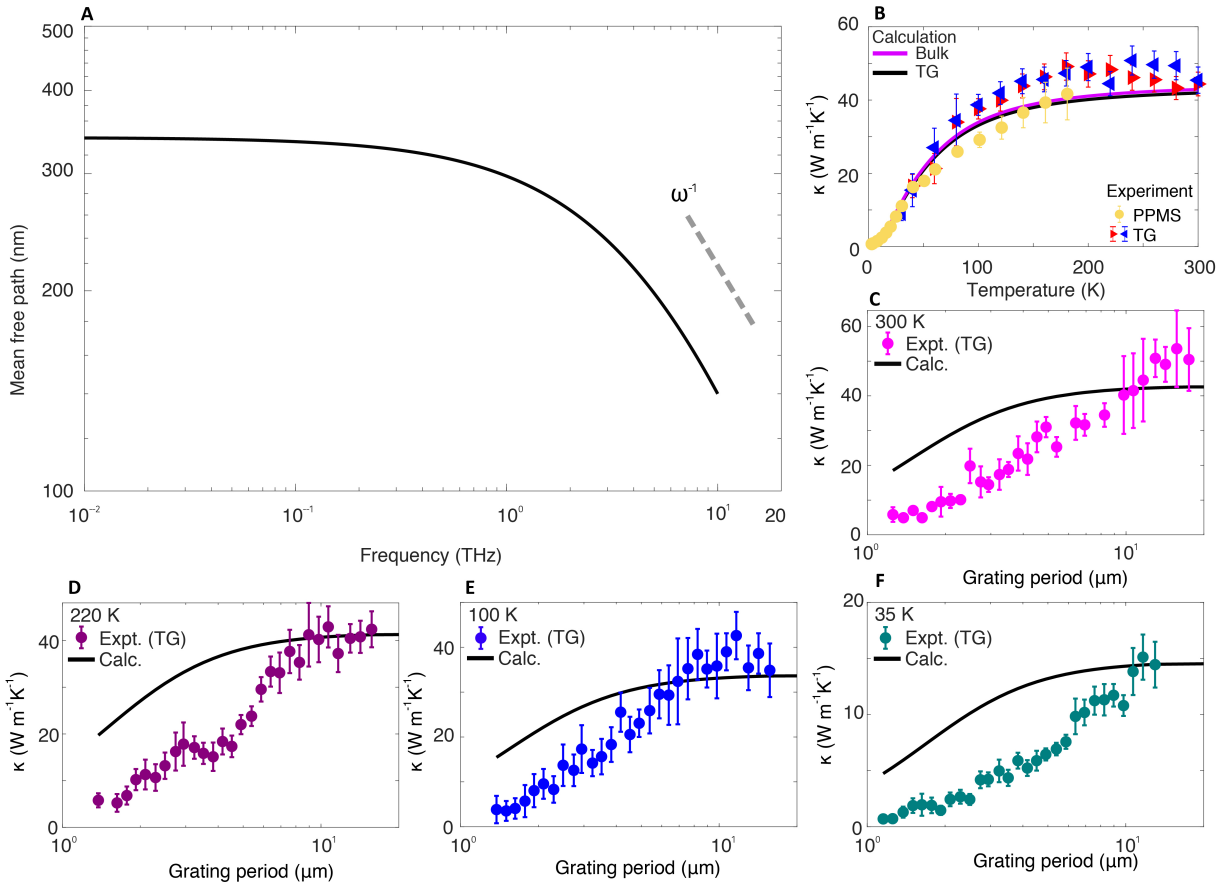 A
500
400
300
200
100
Mean free path (nm)
10⁻²
10⁻¹
10⁰
10¹
20
Frequency (THz)
ω⁻¹
B
60
40
20
0
κ (W m⁻¹K⁻¹)
Calculation
Bulk
TG
Experiment
PPMS
TG
0
100
200
300
Temperature (K)
C
60
40
20
0
κ (W m⁻¹K⁻¹)
300 K
Expt. (TG)
Calc.
10⁰
10¹
Grating period (μm)
D
40
20
0
κ (W m⁻¹K⁻¹)
220 K
Expt. (TG)
Calc.
10⁰
10¹
Grating period (μm)
E
60
40
20
0
κ (W m⁻¹K⁻¹)
100 K
Expt. (TG)
Calc.
10⁰
10¹
Grating period (μm)
F
20
10
0
κ (W m⁻¹K⁻¹)
35 K
Expt. (TG)
Calc.
10⁰
10¹
Grating period (μm)